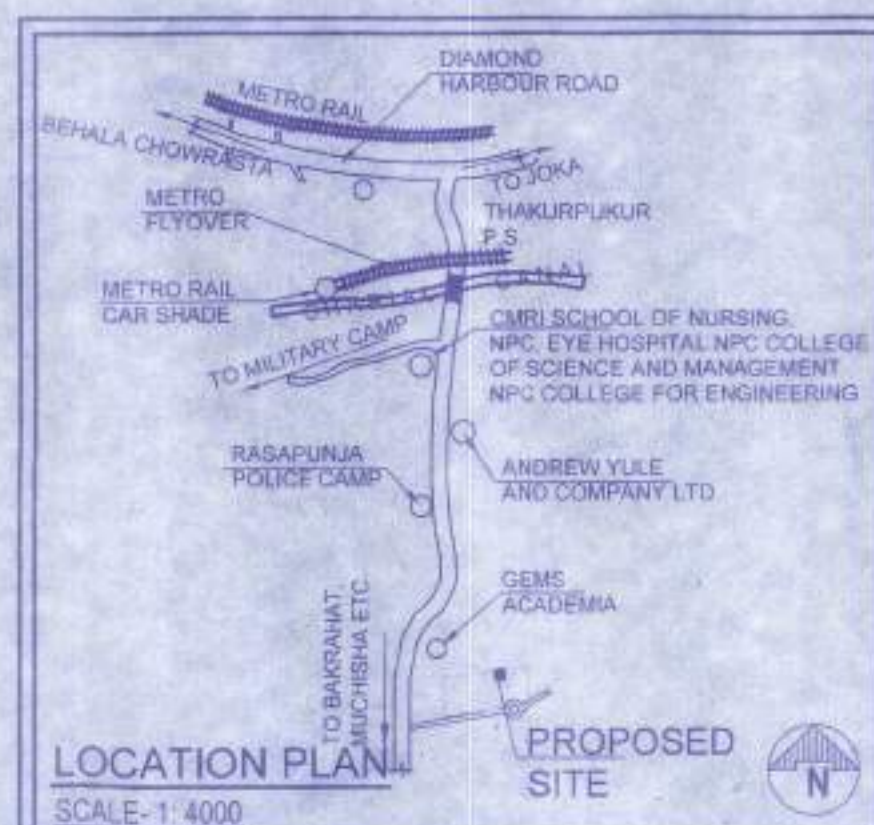 DIAMOND
HARBOUR ROAD
METRO RAIL
BEHALA CHOWRASTA
TO JOKA
METRO
FLYOVER
THAKURPUKUR
P.S
METRO RAIL
CAR SHADE
CANAL
TO MILITARY CAMP
CMRI SCHOOL OF NURSING,
NPC, EYE HOSPITAL NPC COLLEGE
OF SCIENCE AND MANAGEMENT
NPC COLLEGE FOR ENGINEERING
RASAPUNJA
POLICE CAMP
ANDREW YULE
AND COMPANY LTD
GEMS
ACADEMIA
TO BAKRAHAT,
MUCHISHA ETC.
PROPOSED
SITE
N
LOCATION PLAN
SCALE- 1: 4000